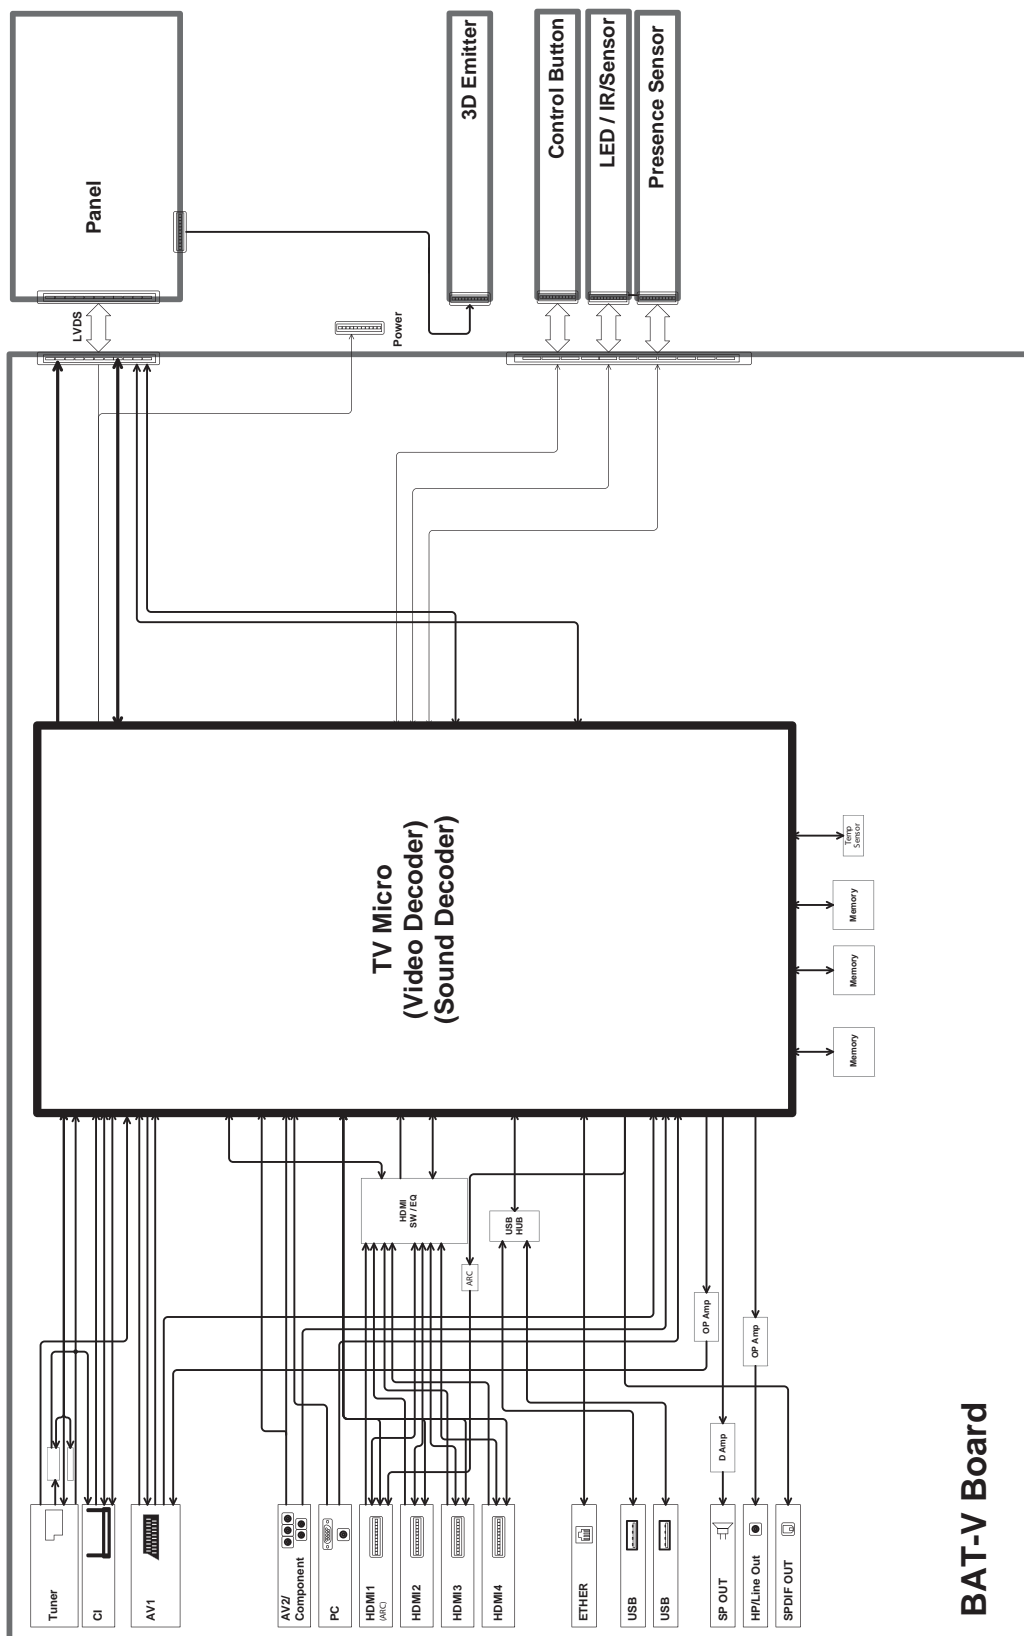 Tuner
CI
AV1
AV2/
Component
PC
HDMI1
(ARC)
HDMI2
HDMI3
HDMI4
ETHER
USB
USB
SP OUT
HP/Line Out
SPDIF OUT
HDMI
SW / EQ
USB
HUB
ARC
OP Amp
OP Amp
D Amp
TV Micro
(Video Decoder)
(Sound Decoder)
Memory
Memory
Memory
Temp
Sensor
LVDS
Power
Panel
3D Emitter
Control Button
LED / IR/Sensor
Presence Sensor
BAT-V Board